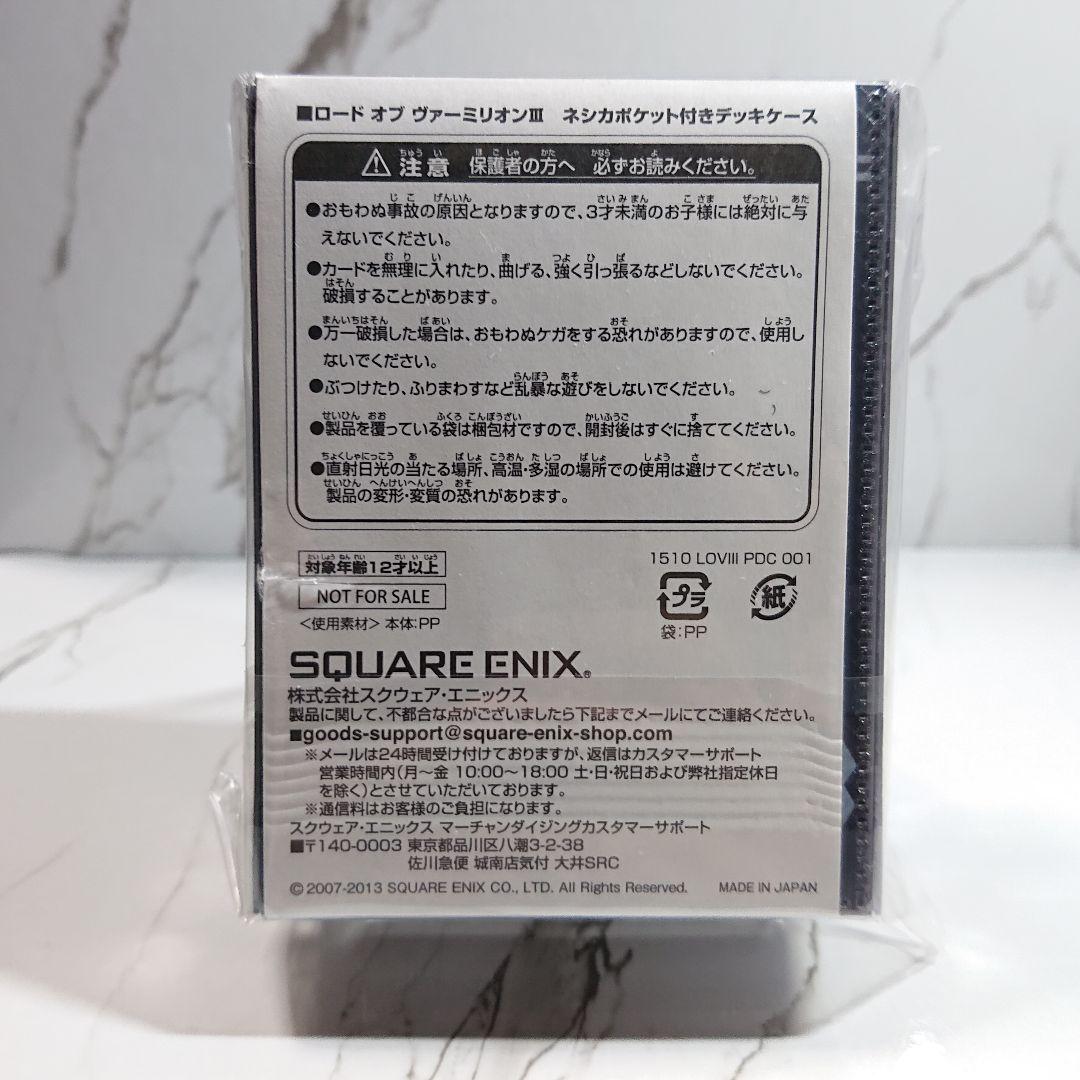 ■ロード オブ ヴァーミリオンⅢ ネシカポケット付きデッキケース
⚠注意 保護者の方へ 必ずお読みください。
●おもわぬ事故の原因となりますので、3才未満のお子様には絶対に与
えないでください。
●カードを無理に入れたり、曲げる、強く引っ張るなどしないでください。
破損することがあります。
●万一破損した場合は、おもわぬケガをする恐れがありますので、使用し
ないでください。
●ぶつけたり、ふりまわすなど乱暴な遊びをしないでください。
●製品を覆っている袋は梱包材ですので、開封後はすぐに捨ててください。
●直射日光の当たる場所、高温・多湿の場所での使用は避けてください。
製品の変形・変質の恐れがあります。
対象年齢12才以上
1510 LOVIII PDC 001
NOT FOR SALE
プラ
紙
<使用素材> 本体:PP
袋:PP
SQUARE ENIX®
株式会社スクウェア・エニックス
製品に関して、不都合な点がございましたら下記までメールにてご連絡ください。
■goods-support@square-enix-shop.com
※メールは24時間受け付けておりますが、返信はカスタマーサポート
営業時間内(月〜金 10:00〜18:00 土・日・祝日および弊社指定休日
を除く)とさせていただいております。
※通信料はお客様のご負担になります。
スクウェア・エニックス マーチャンダイジングカスタマーサポート
■〒140-0003 東京都品川区八潮3-2-38
佐川急便 城南店気付 大井SRC
©2007-2013 SQUARE ENIX CO., LTD. All Rights Reserved. MADE IN JAPAN